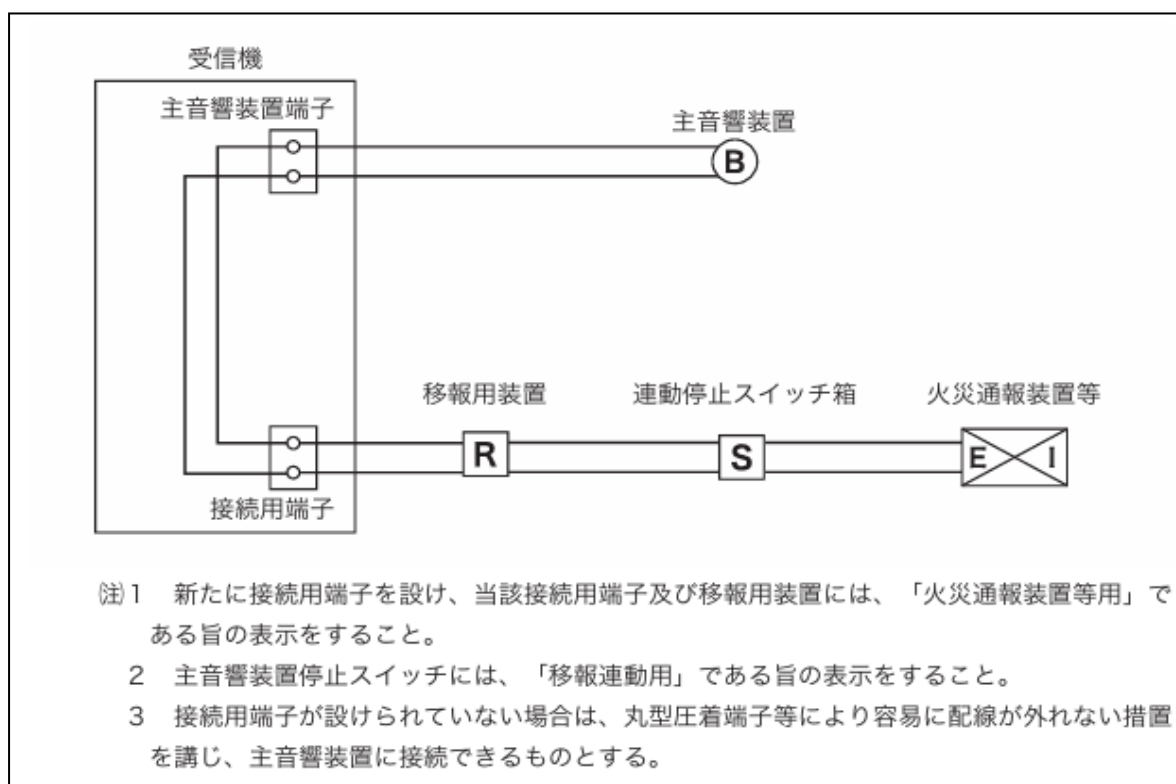 受信機
主音響装置端子
主音響装置
B
移報用装置
連動停止スイッチ箱
火災通報装置等
R
S
E I
接続用端子
㊟1 新たに接続用端子を設け、当該接続用端子及び移報用装置には、「火災通報装置等用」で
ある旨の表示をすること。
2 主音響装置停止スイッチには、「移報連動用」である旨の表示をすること。
3 接続用端子が設けられていない場合は、丸型圧着端子等により容易に配線が外れない措置
を講じ、主音響装置に接続できるものとする。